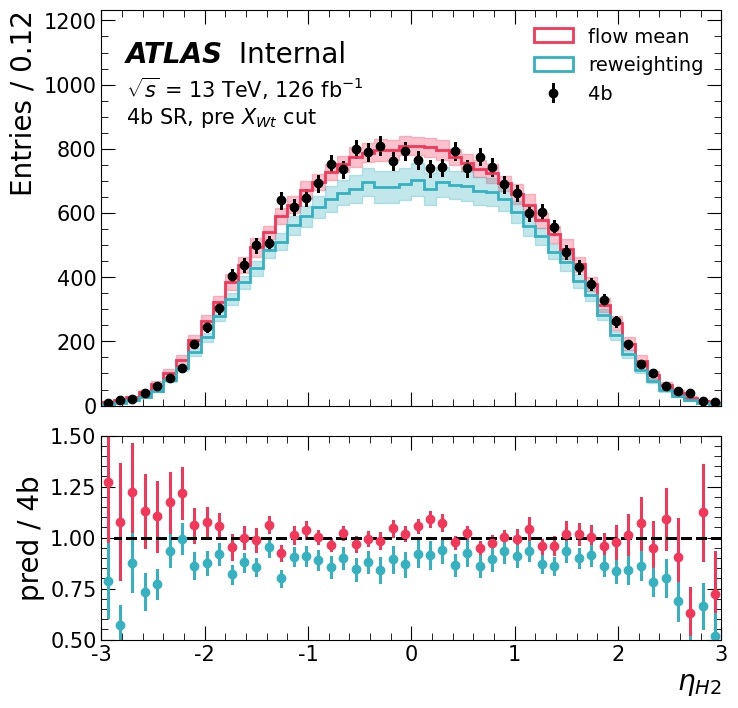 Entries / 0.12
1200
1000
800
600
400
200
0
ATLAS Internal
√s = 13 TeV, 126 fb⁻¹
4b SR, pre X_Wt cut
flow mean
reweighting
4b
pred / 4b
1.50
1.25
1.00
0.75
0.50
-3 -2 -1 0 1 2 3
η_H2